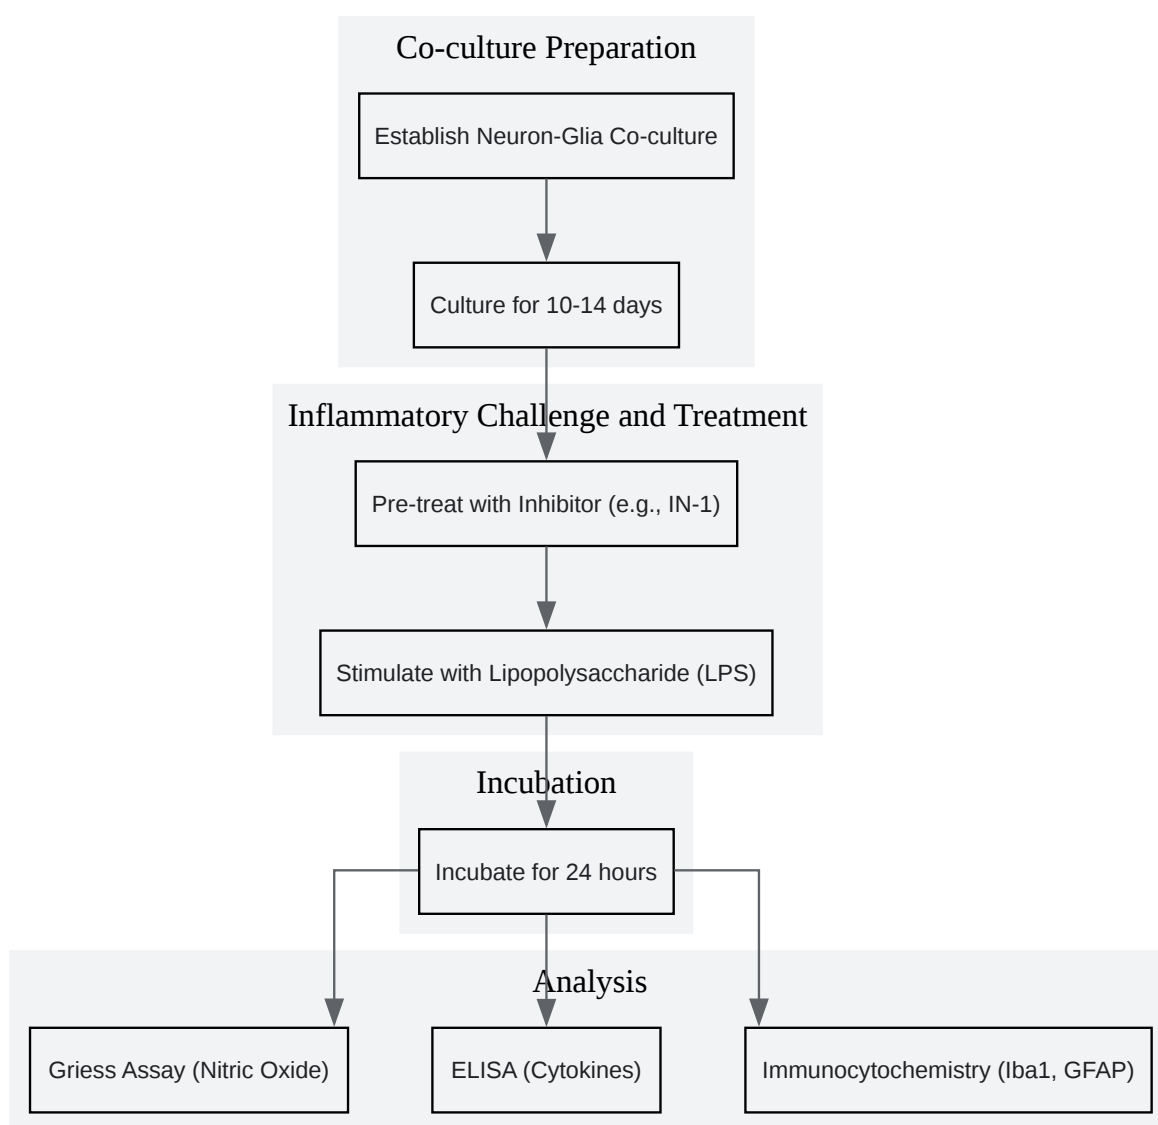 Co-culture Preparation
Establish Neuron-Glia Co-culture
Culture for 10-14 days
Inflammatory Challenge and Treatment
Pre-treat with Inhibitor (e.g., IN-1)
Stimulate with Lipopolysaccharide (LPS)
Incubation
Incubate for 24 hours
Analysis
Griess Assay (Nitric Oxide)
ELISA (Cytokines)
Immunocytochemistry (Iba1, GFAP)